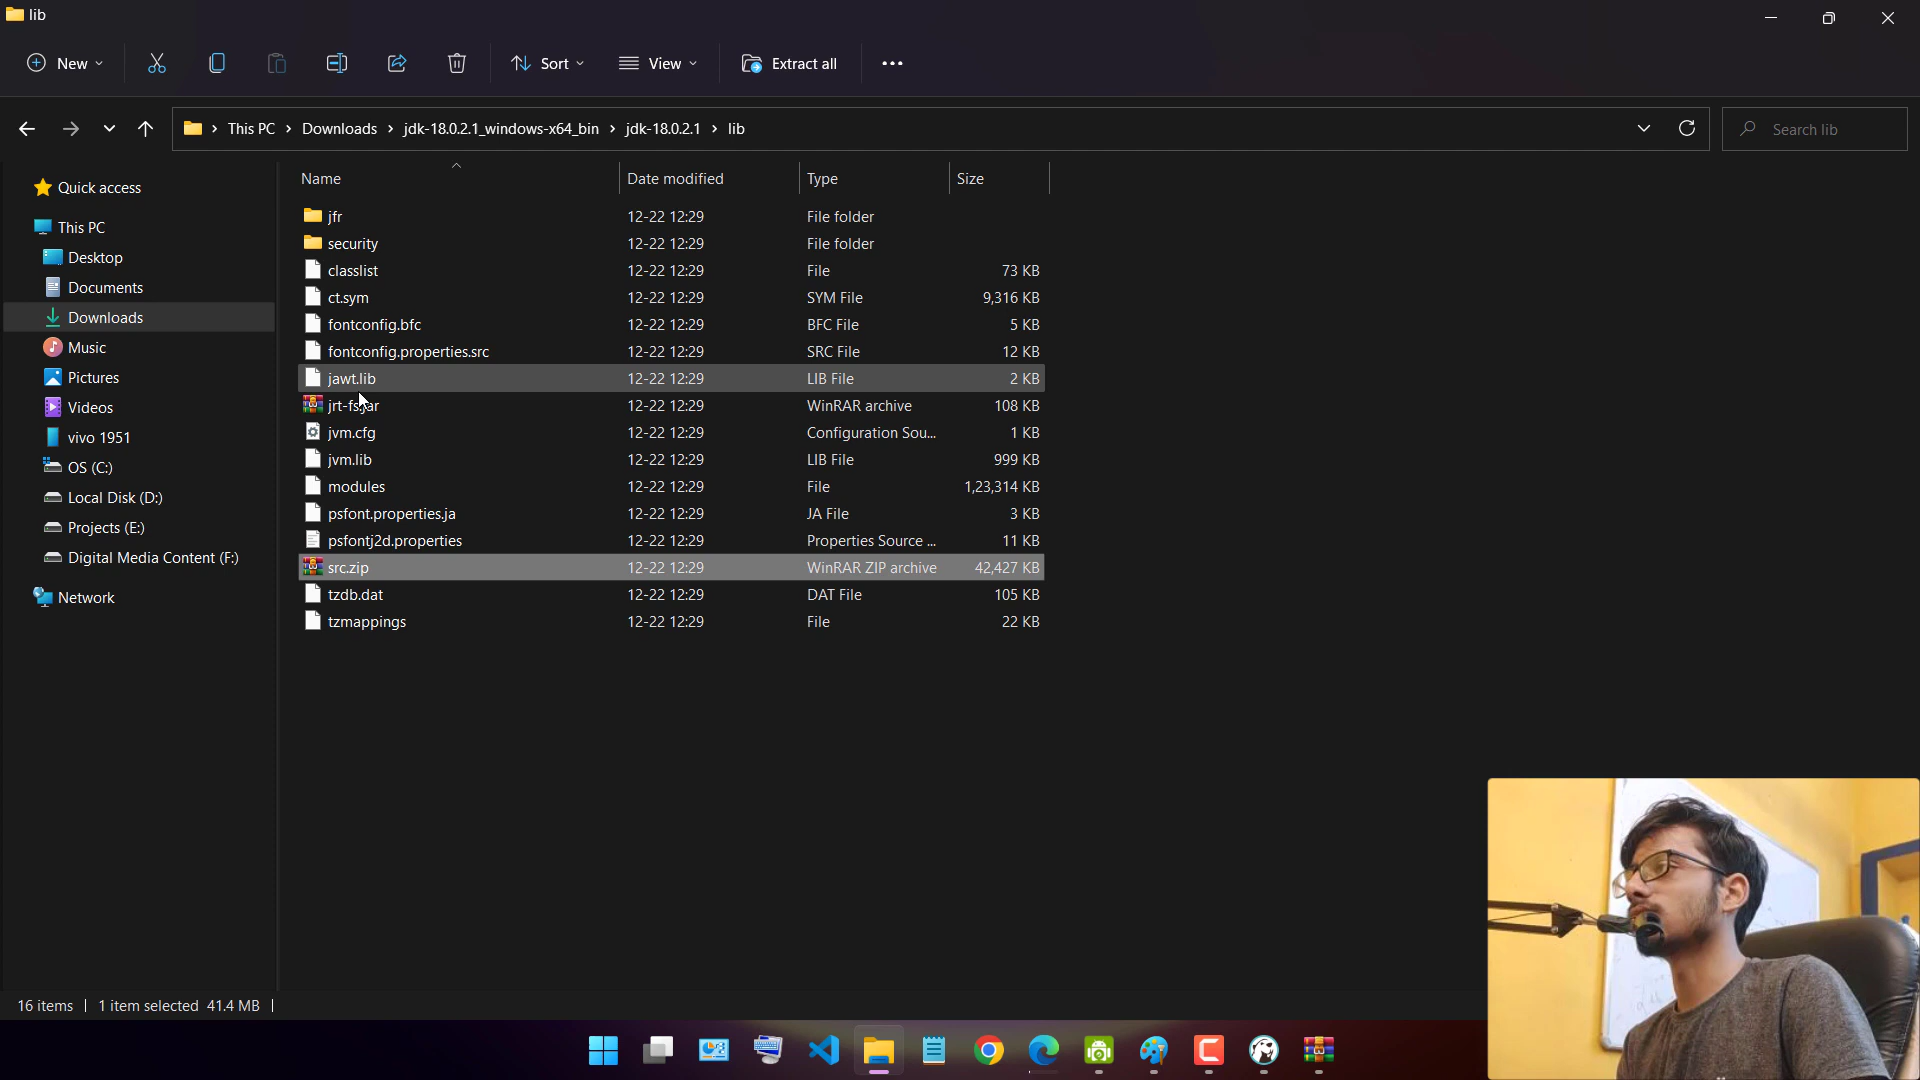 lib
New
Sort
View
Extract all
This PC
Downloads
jdk-18.0.2.1_windows-x64_bin
jdk-18.0.2.1
lib
Search lib
Name
Date modified
Type
Size
Quick access
This PC
Desktop
Documents
Downloads
Music
Pictures
Videos
vivo 1951
OS (C:)
Local Disk (D:)
Projects (E:)
Digital Media Content (F:)
Network
jfr 12-22 12:29 File folder
security 12-22 12:29 File folder
classlist 12-22 12:29 File 73 KB
ct.sym 12-22 12:29 SYM File 9,316 KB
fontconfig.bfc 12-22 12:29 BFC File 5 KB
fontconfig.properties.src 12-22 12:29 SRC File 12 KB
jawt.lib 12-22 12:29 LIB File 2 KB
jrt-fs.jar 12-22 12:29 WinRAR archive 108 KB
jvm.cfg 12-22 12:29 Configuration Sou... 1 KB
jvm.lib 12-22 12:29 LIB File 999 KB
modules 12-22 12:29 File 1,23,314 KB
psfont.properties.ja 12-22 12:29 JA File 3 KB
psfontj2d.properties 12-22 12:29 Properties Source ... 11 KB
src.zip 12-22 12:29 WinRAR ZIP archive 42,427 KB
tzdb.dat 12-22 12:29 DAT File 105 KB
tzmappings 12-22 12:29 File 22 KB
16 items
1 item selected 41.4 MB